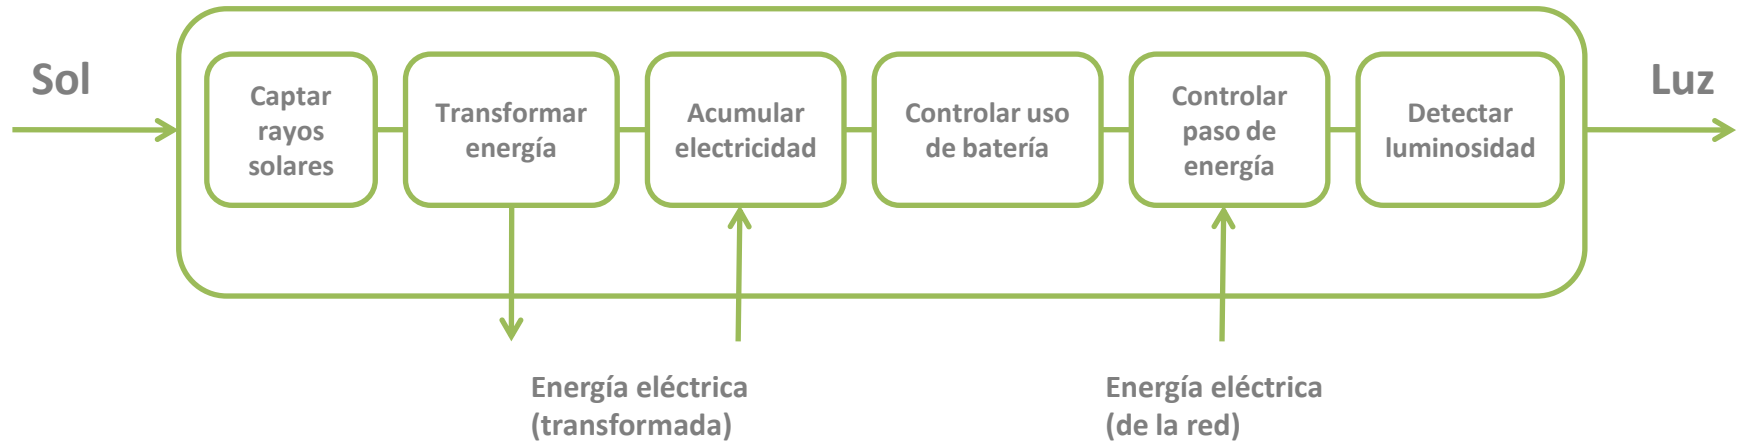 Sol
Captar
rayos
solares
Transformar
energía
Acumular
electricidad
Controlar uso
de batería
Controlar
paso de
energía
Detectar
luminosidad
Luz
Energía eléctrica
(transformada)
Energía eléctrica
(de la red)